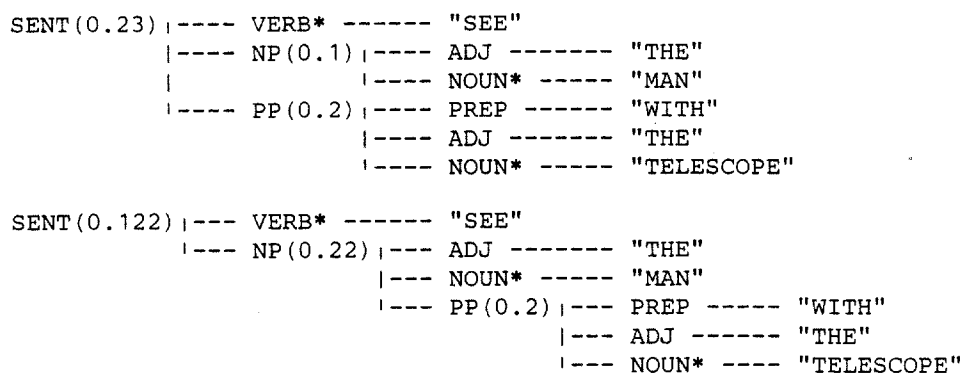 SENT(0.23)|---- VERB* ------ "SEE"
|---- NP(0.1)|---- ADJ ------- "THE"
| |---- NOUN* ----- "MAN"
|---- PP(0.2)|---- PREP ------ "WITH"
|---- ADJ ------- "THE"
|---- NOUN* ----- "TELESCOPE"
SENT(0.122)|--- VERB* ------ "SEE"
|--- NP(0.22)|--- ADJ ------- "THE"
|--- NOUN* ------ "MAN"
|--- PP(0.2)|--- PREP ----- "WITH"
|--- ADJ ------ "THE"
|--- NOUN* ---- "TELESCOPE"